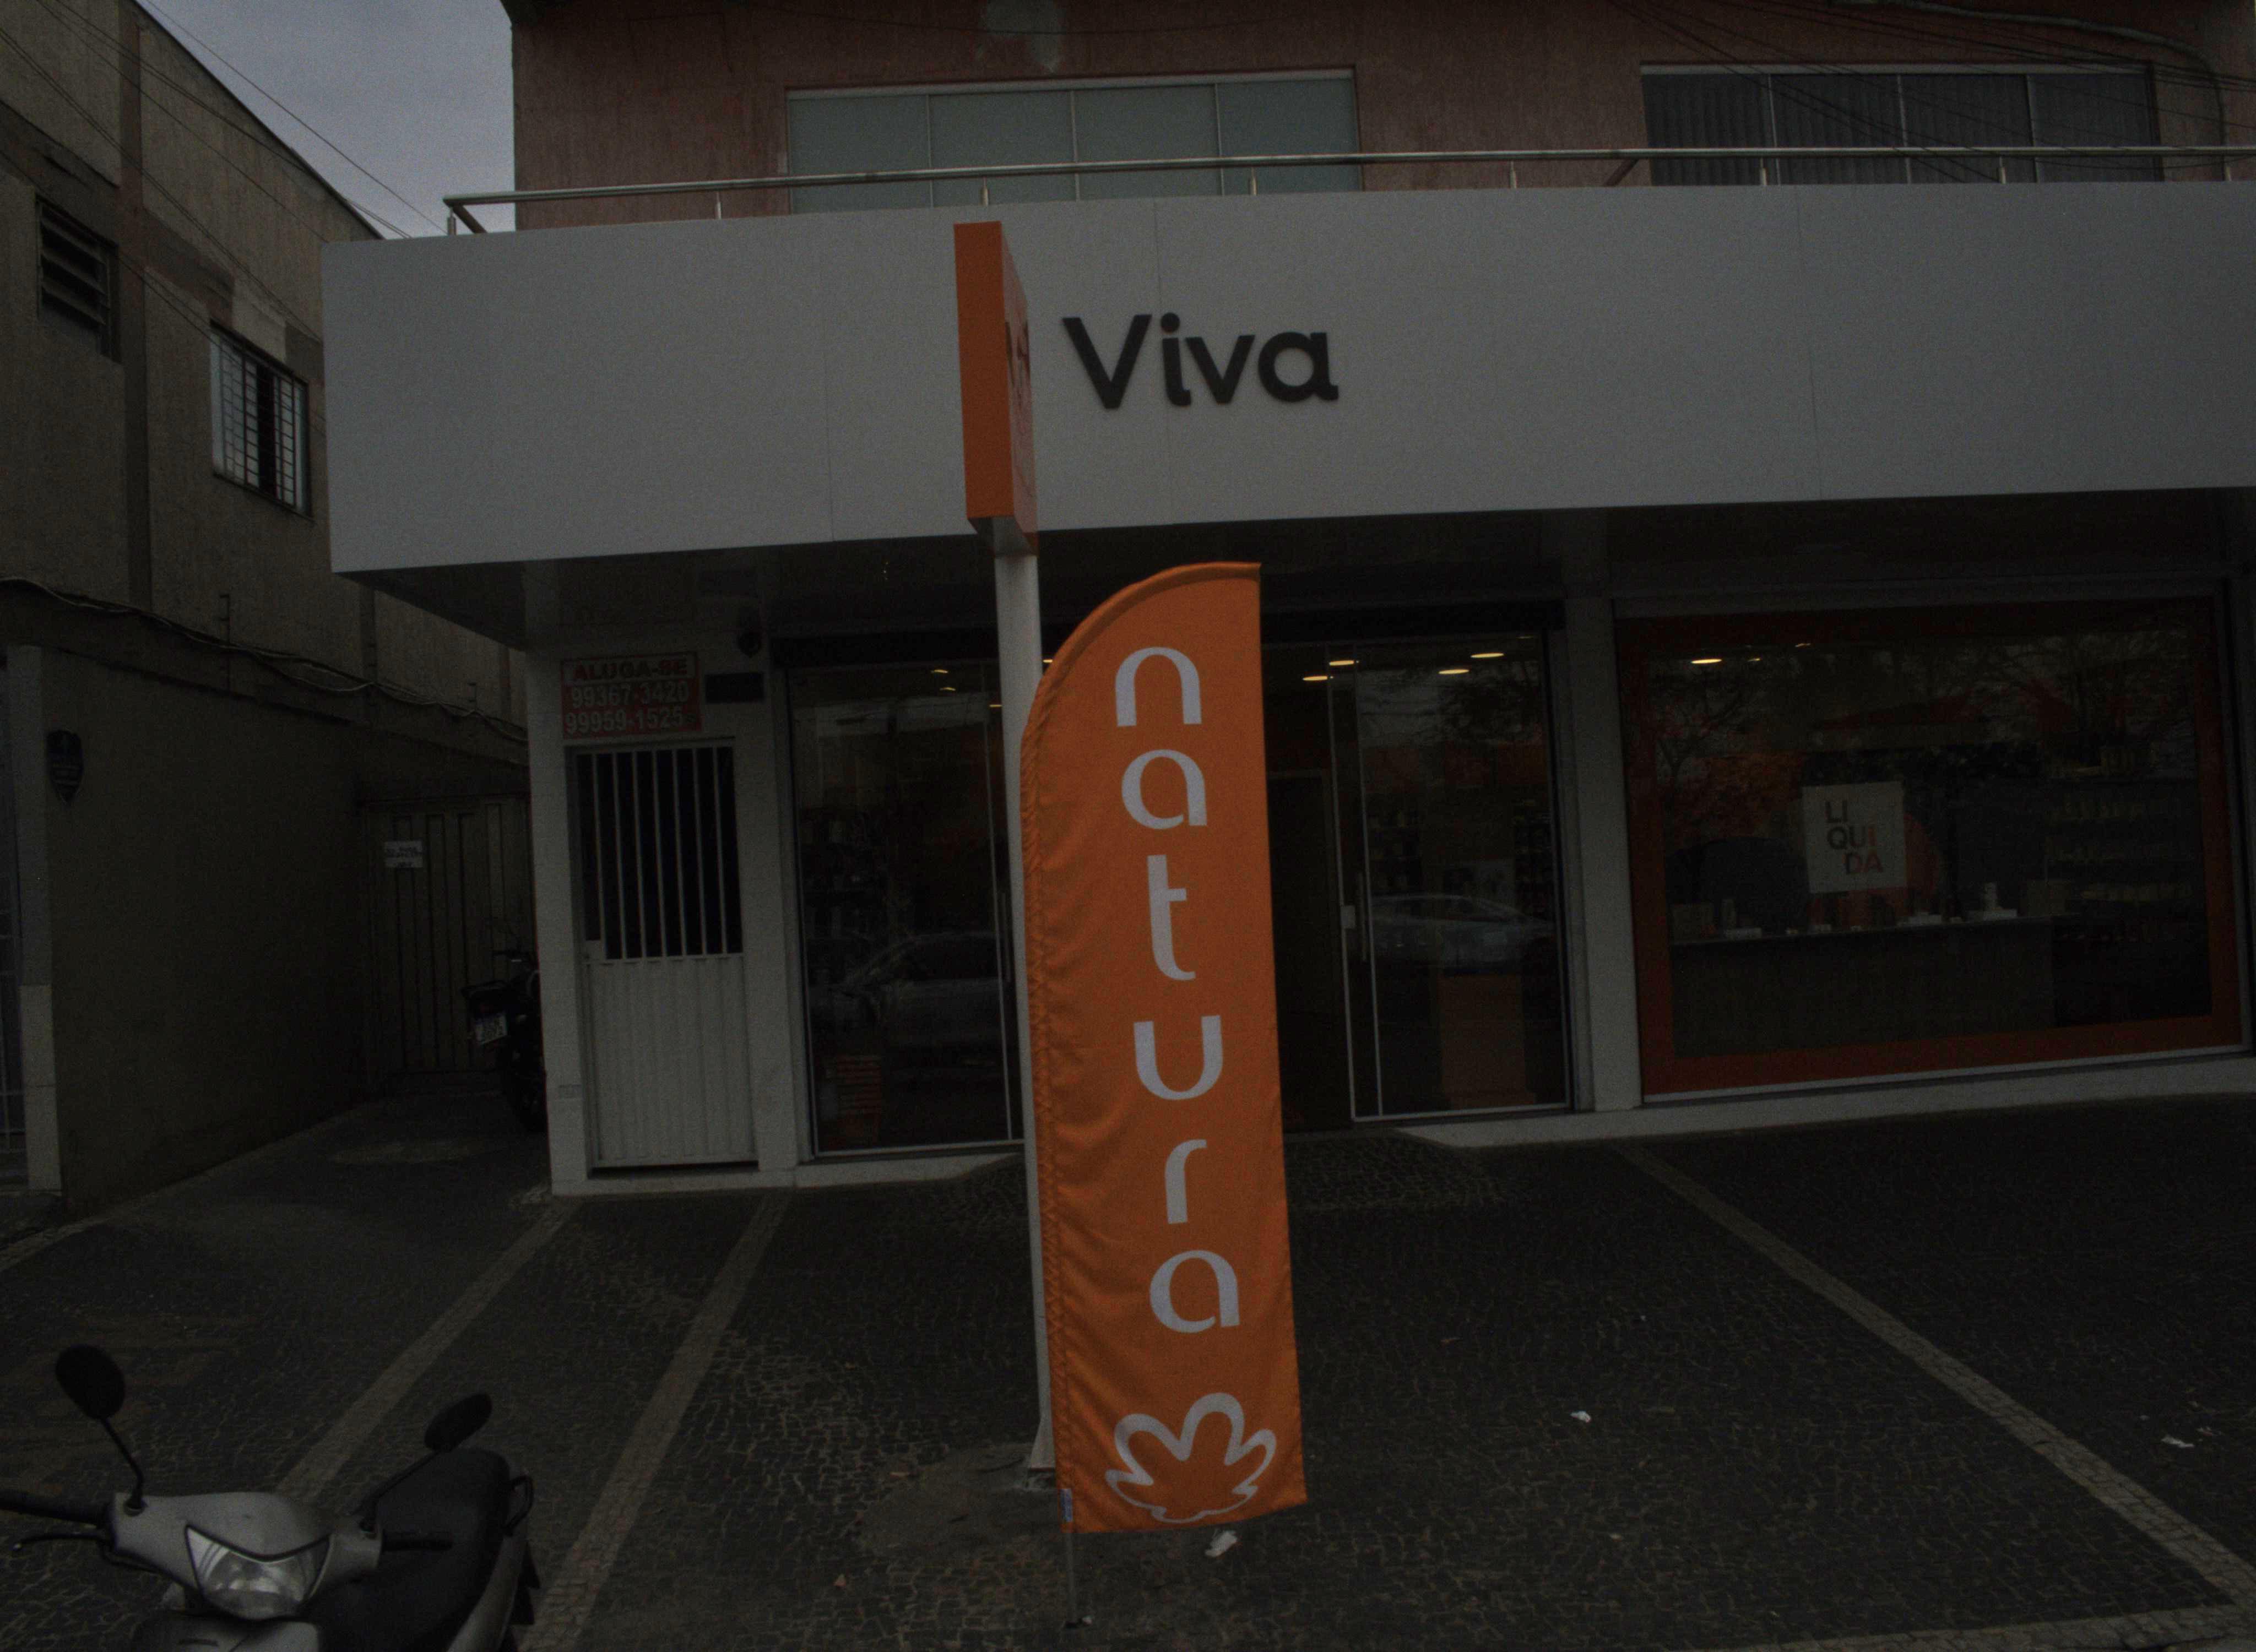 Viva
ALUGA-SE
99367-3420
99959-1525
natura
LI
QUI
DA